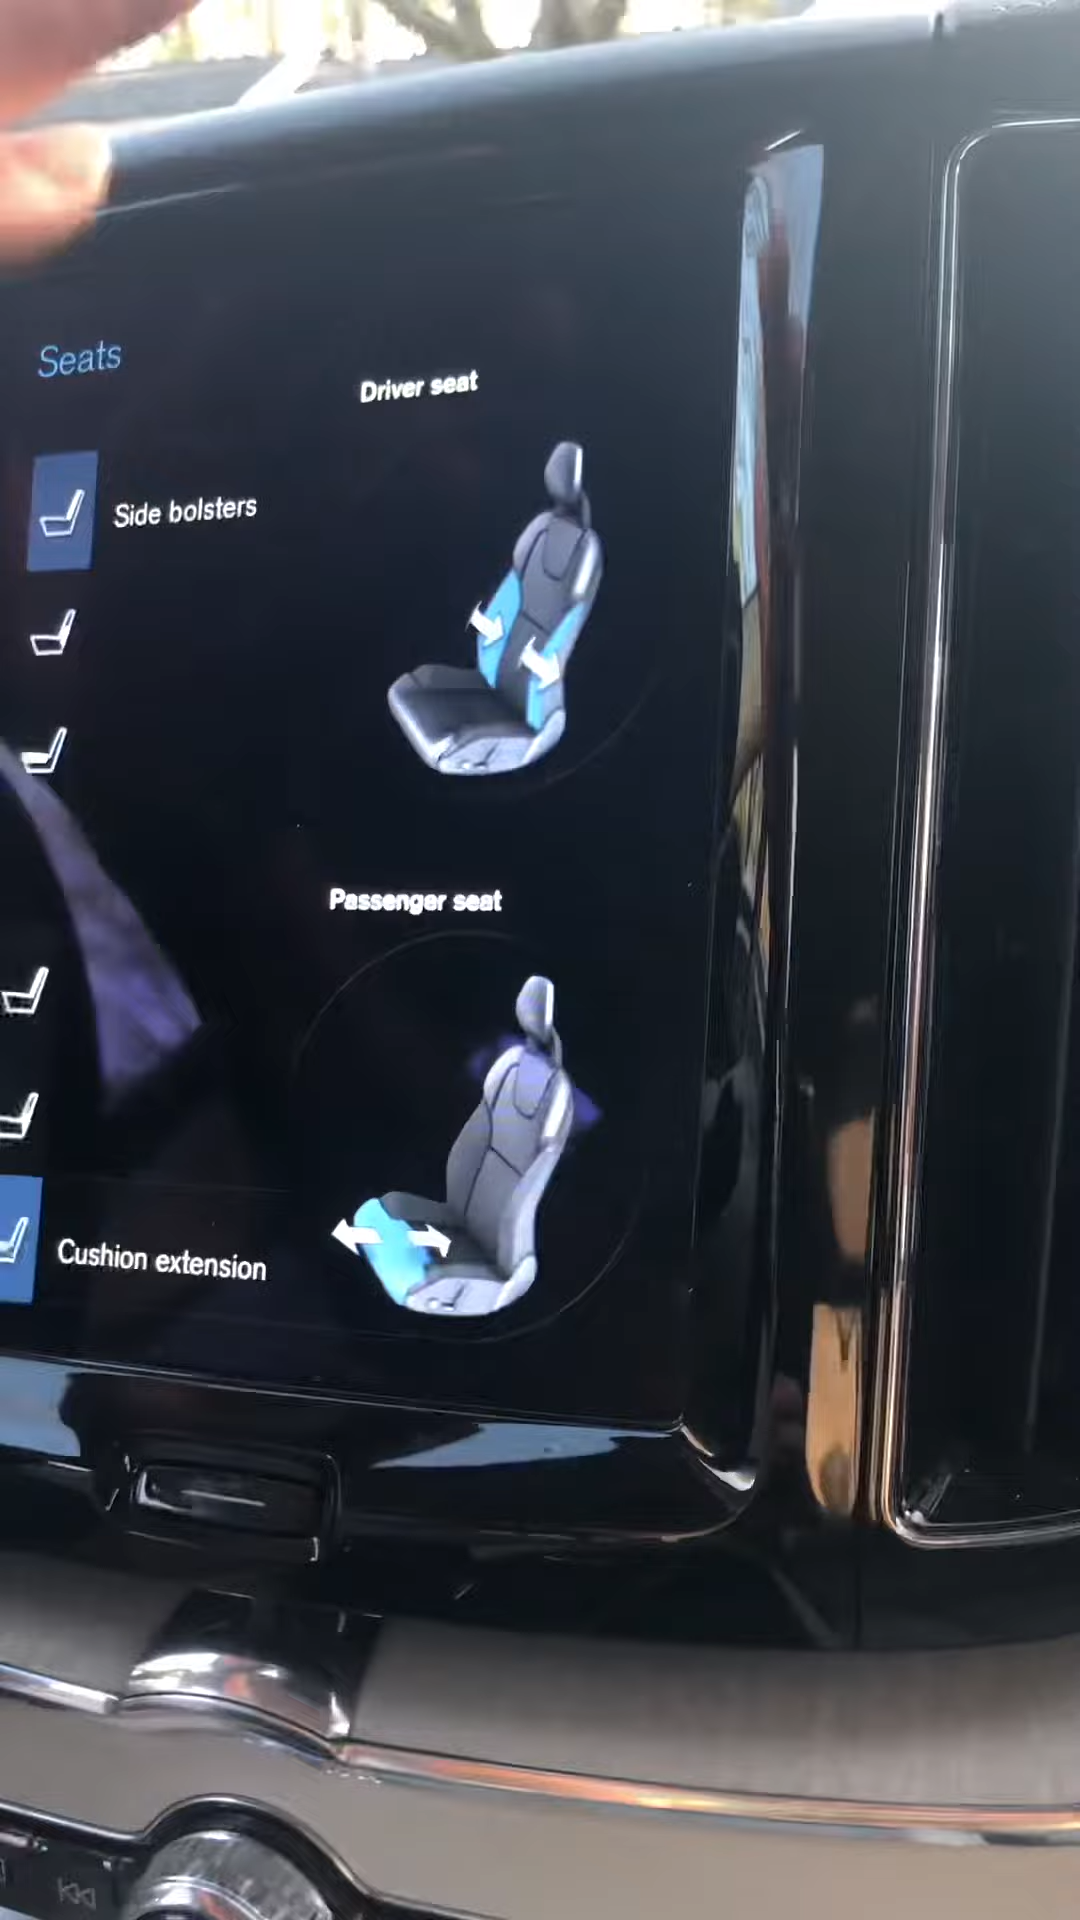 Seats
Driver seat
Side bolsters
Passenger seat
Cushion extension